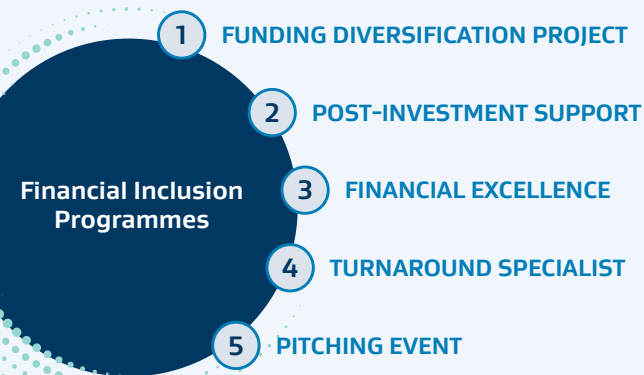 1 FUNDING DIVERSIFICATION PROJECT
2 POST-INVESTMENT SUPPORT
Financial Inclusion
Programmes
3 FINANCIAL EXCELLENCE
4 TURNAROUND SPECIALIST
5 PITCHING EVENT